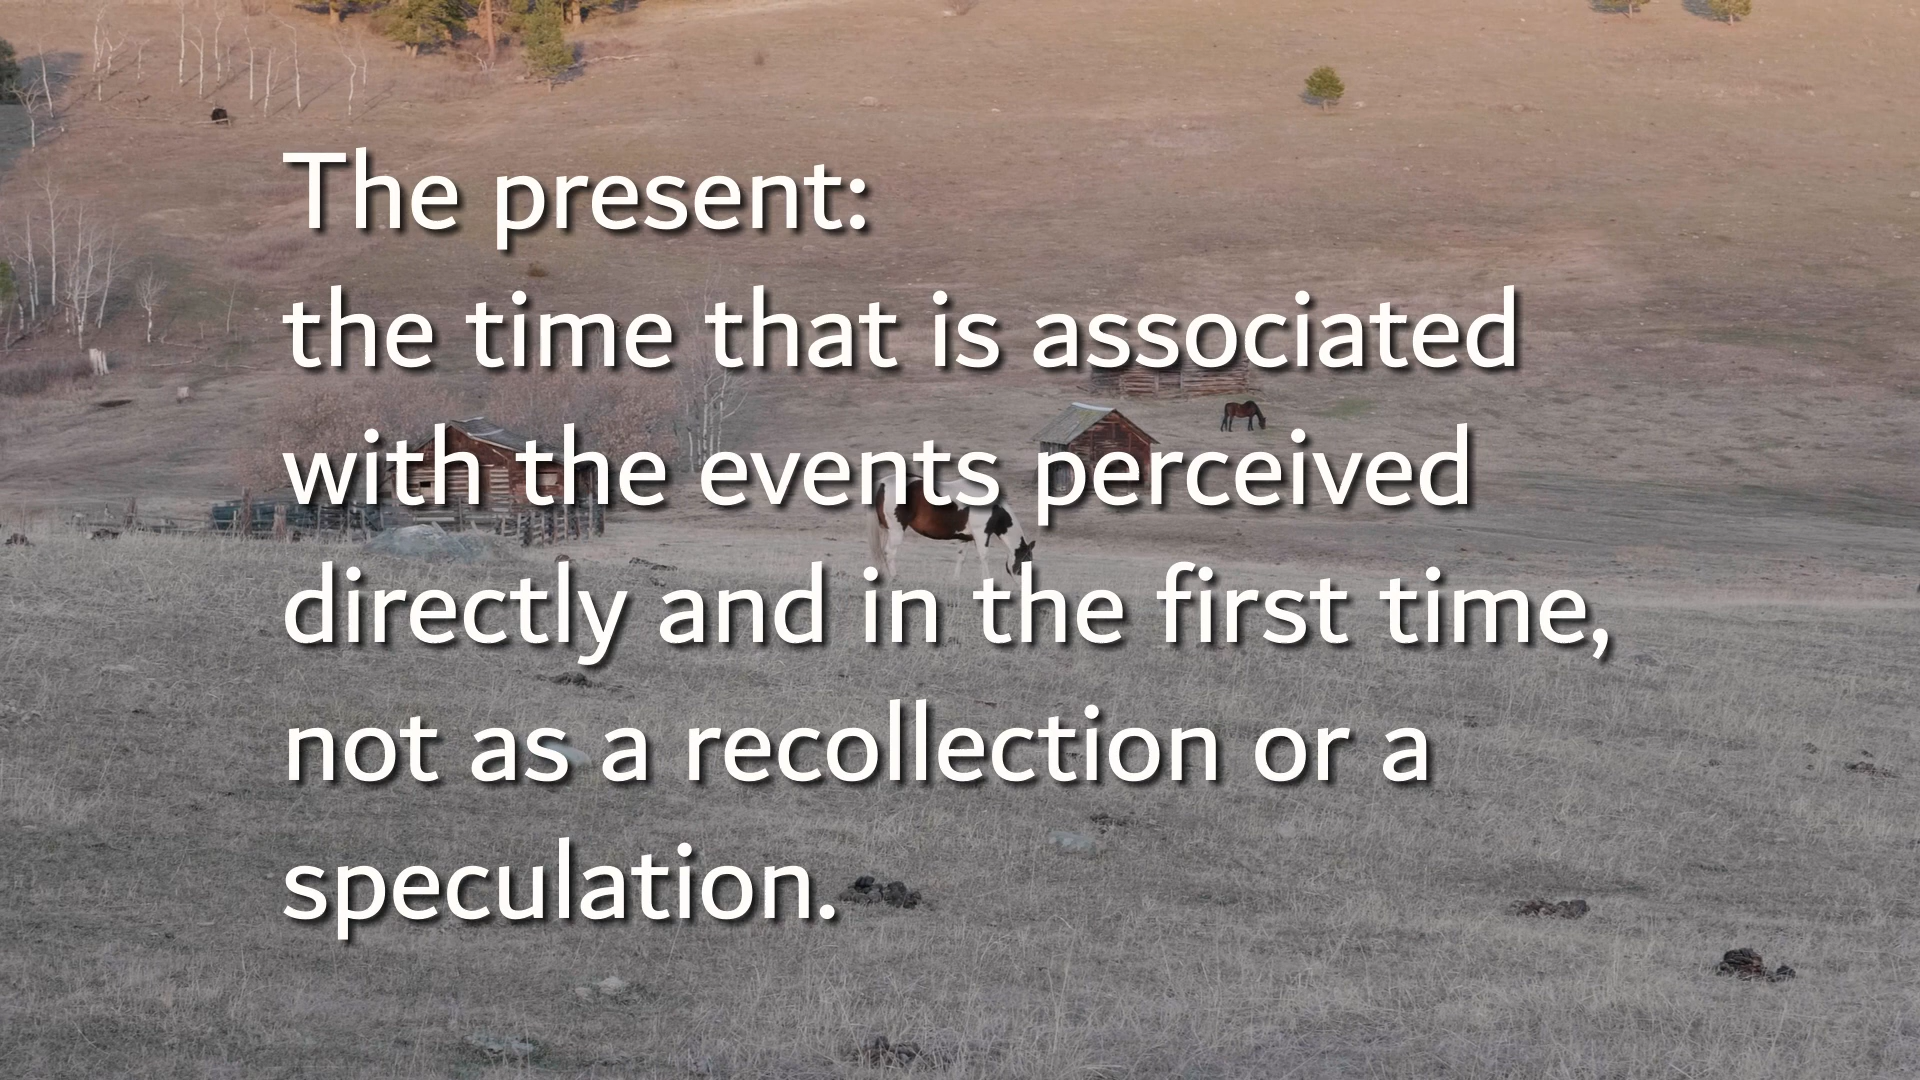 The present:
the time that is associated
with the events perceived
directly and in the first time,
not as a recollection or a
speculation.